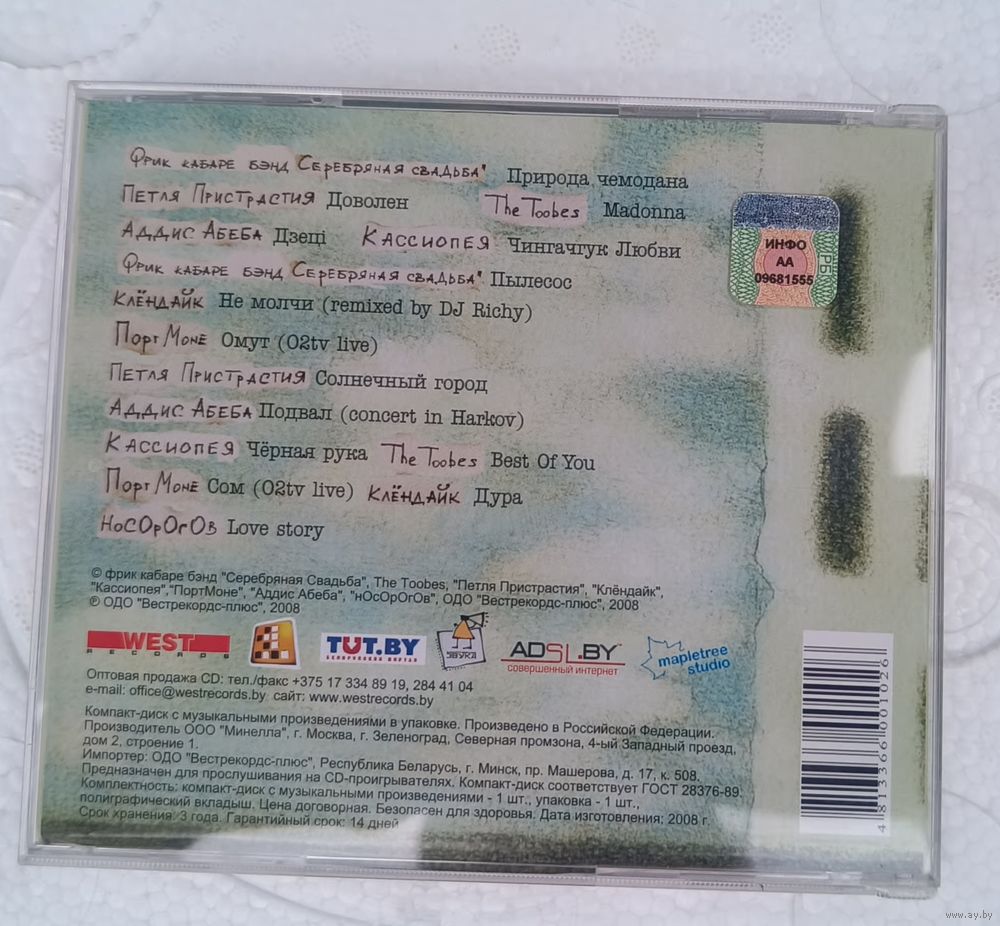 Фрик кабаре бэнд Серебряная свадьба" Природа чемодана
Петля Пристрастия Доволен The Toobes Madonna
Аддис Абеба Дзецi Кассиопея Чингачгук Любви
Фрик кабаре бэнд Серебряная свадьба" Пылесос
Клёндайк Не молчи (remixed by DJ Richy)
Порт Монё Омут (O2tv live)
Петля Пристрастия Солнечный город
Аддис Абеба Подвал (concert in Harkov)
Кассиопея Чёрная рука The Toobes Best Of You
Порт Монё Сом (O2tv live) Клёндайк Дура
НоСОрОгОв Love story
ИНФО
АА
09681555
РБ
© фрик кабаре бэнд "Серебряная Свадьба", The Toobes, "Петля Пристрастия", "Клёндайк",
"Кассиопея","ПортМоне", "Аддис Абеба", "нОсОрОгОв", ОДО "Вестрекордс-плюс", 2008
℗ ОДО "Вестрекордс-плюс", 2008
WEST
RECORDS
TUT.BY
БЕЛОРУССКИЙ ПОРТАЛ
ЗВУКА
ADSL.BY
совершенный интернет
mapletree
studio
Оптовая продажа CD: тел./факс +375 17 334 89 19, 284 41 04
e-mail: office@westrecords.by сайт: www.westrecords.by
Компакт-диск с музыкальными произведениями в упаковке. Произведено в Российской Федерации.
Производитель ООО "Минелла", г. Москва, г. Зеленоград, Северная промзона, 4-ый Западный проезд,
дом 2, строение 1.
Импортер: ОДО "Вестрекордс-плюс", Республика Беларусь, г. Минск, пр. Машерова, д. 17, к. 508.
Предназначен для прослушивания на CD-проигрывателях. Компакт-диск соответствует ГОСТ 28376-89.
Комплектность: компакт-диск с музыкальными произведениями - 1 шт., упаковка - 1 шт.,
полиграфический вкладыш. Цена договорная. Безопасен для здоровья. Дата изготовления: 2008 г.
Срок хранения: 3 года. Гарантийный срок: 14 дней
4 813366 001026
www.ay.by